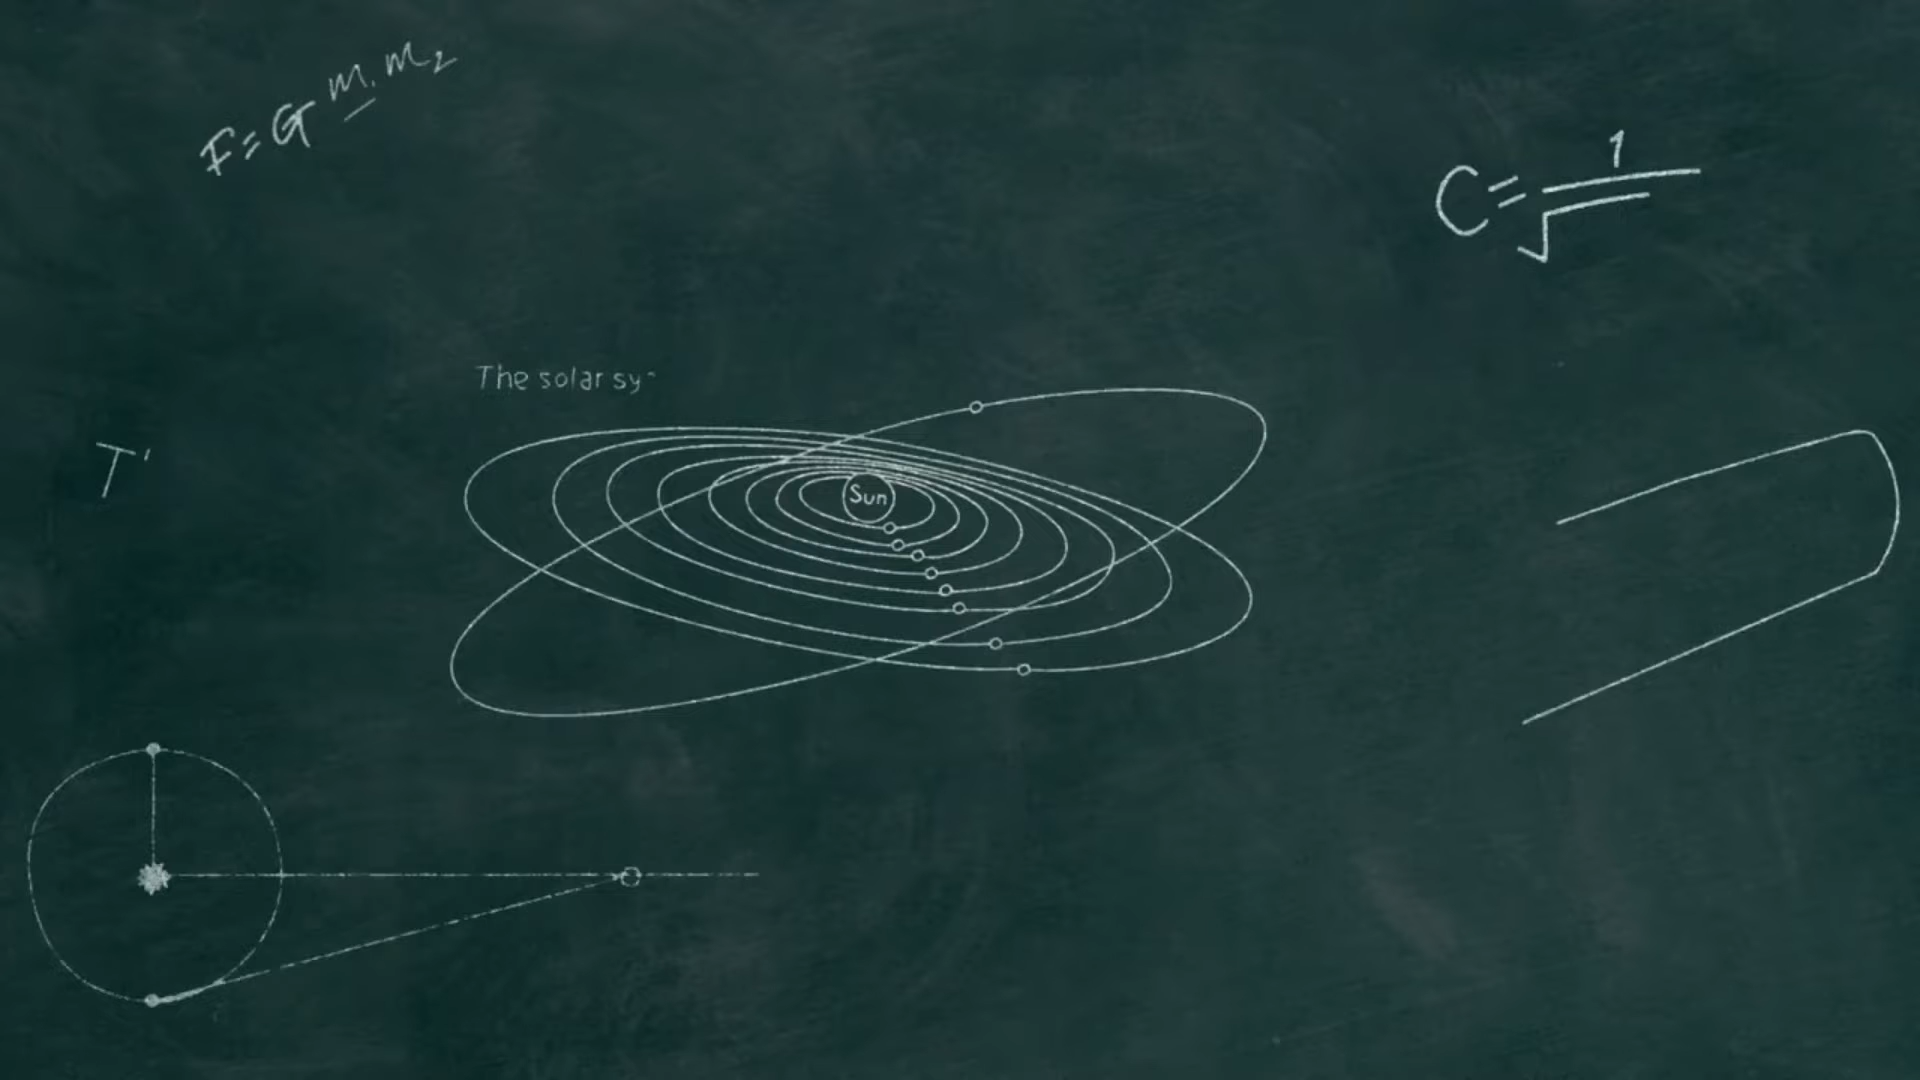 F=G m1 m2
C=1/√
The solar sy
T'
Sun